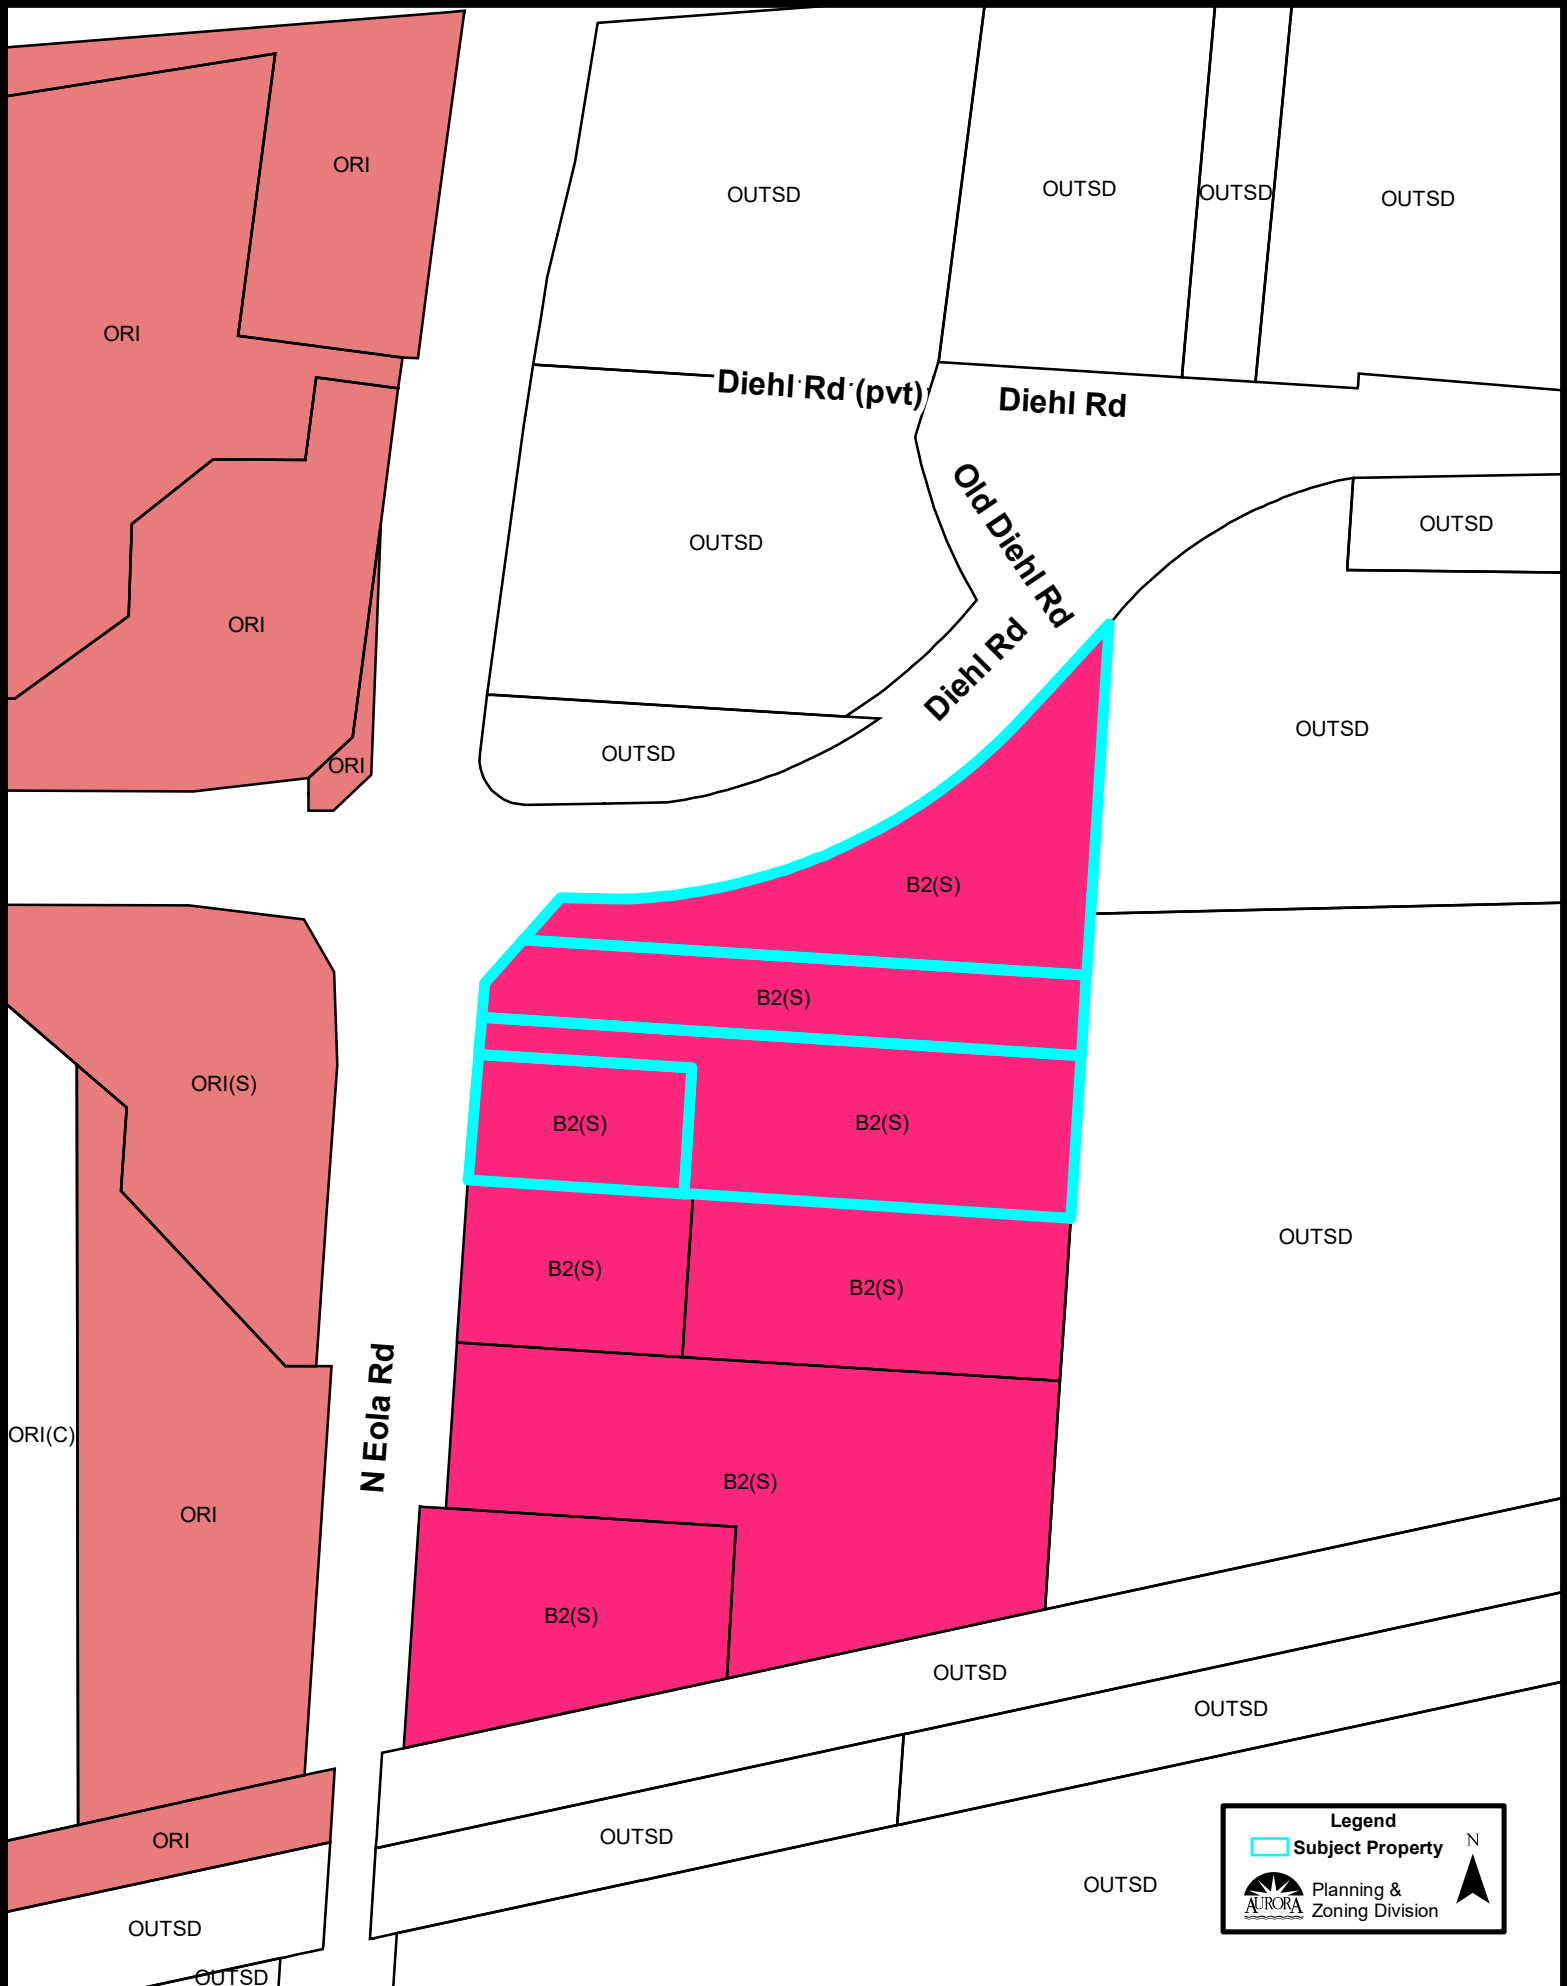 ORI
OUTSD
OUTSD
OUTSD
OUTSD
ORI
Diehl Rd (pvt)
Diehl Rd
Old Diehl Rd
OUTSD
OUTSD
ORI
Diehl Rd
OUTSD
OUTSD
ORI
B2(S)
B2(S)
ORI(S)
B2(S)
B2(S)
OUTSD
B2(S)
B2(S)
N Eola Rd
ORI(C)
B2(S)
ORI
B2(S)
OUTSD
OUTSD
OUTSD
ORI
OUTSD
OUTSD
OUTSD
Legend
Subject Property
N
AURORA
Planning &
Zoning Division